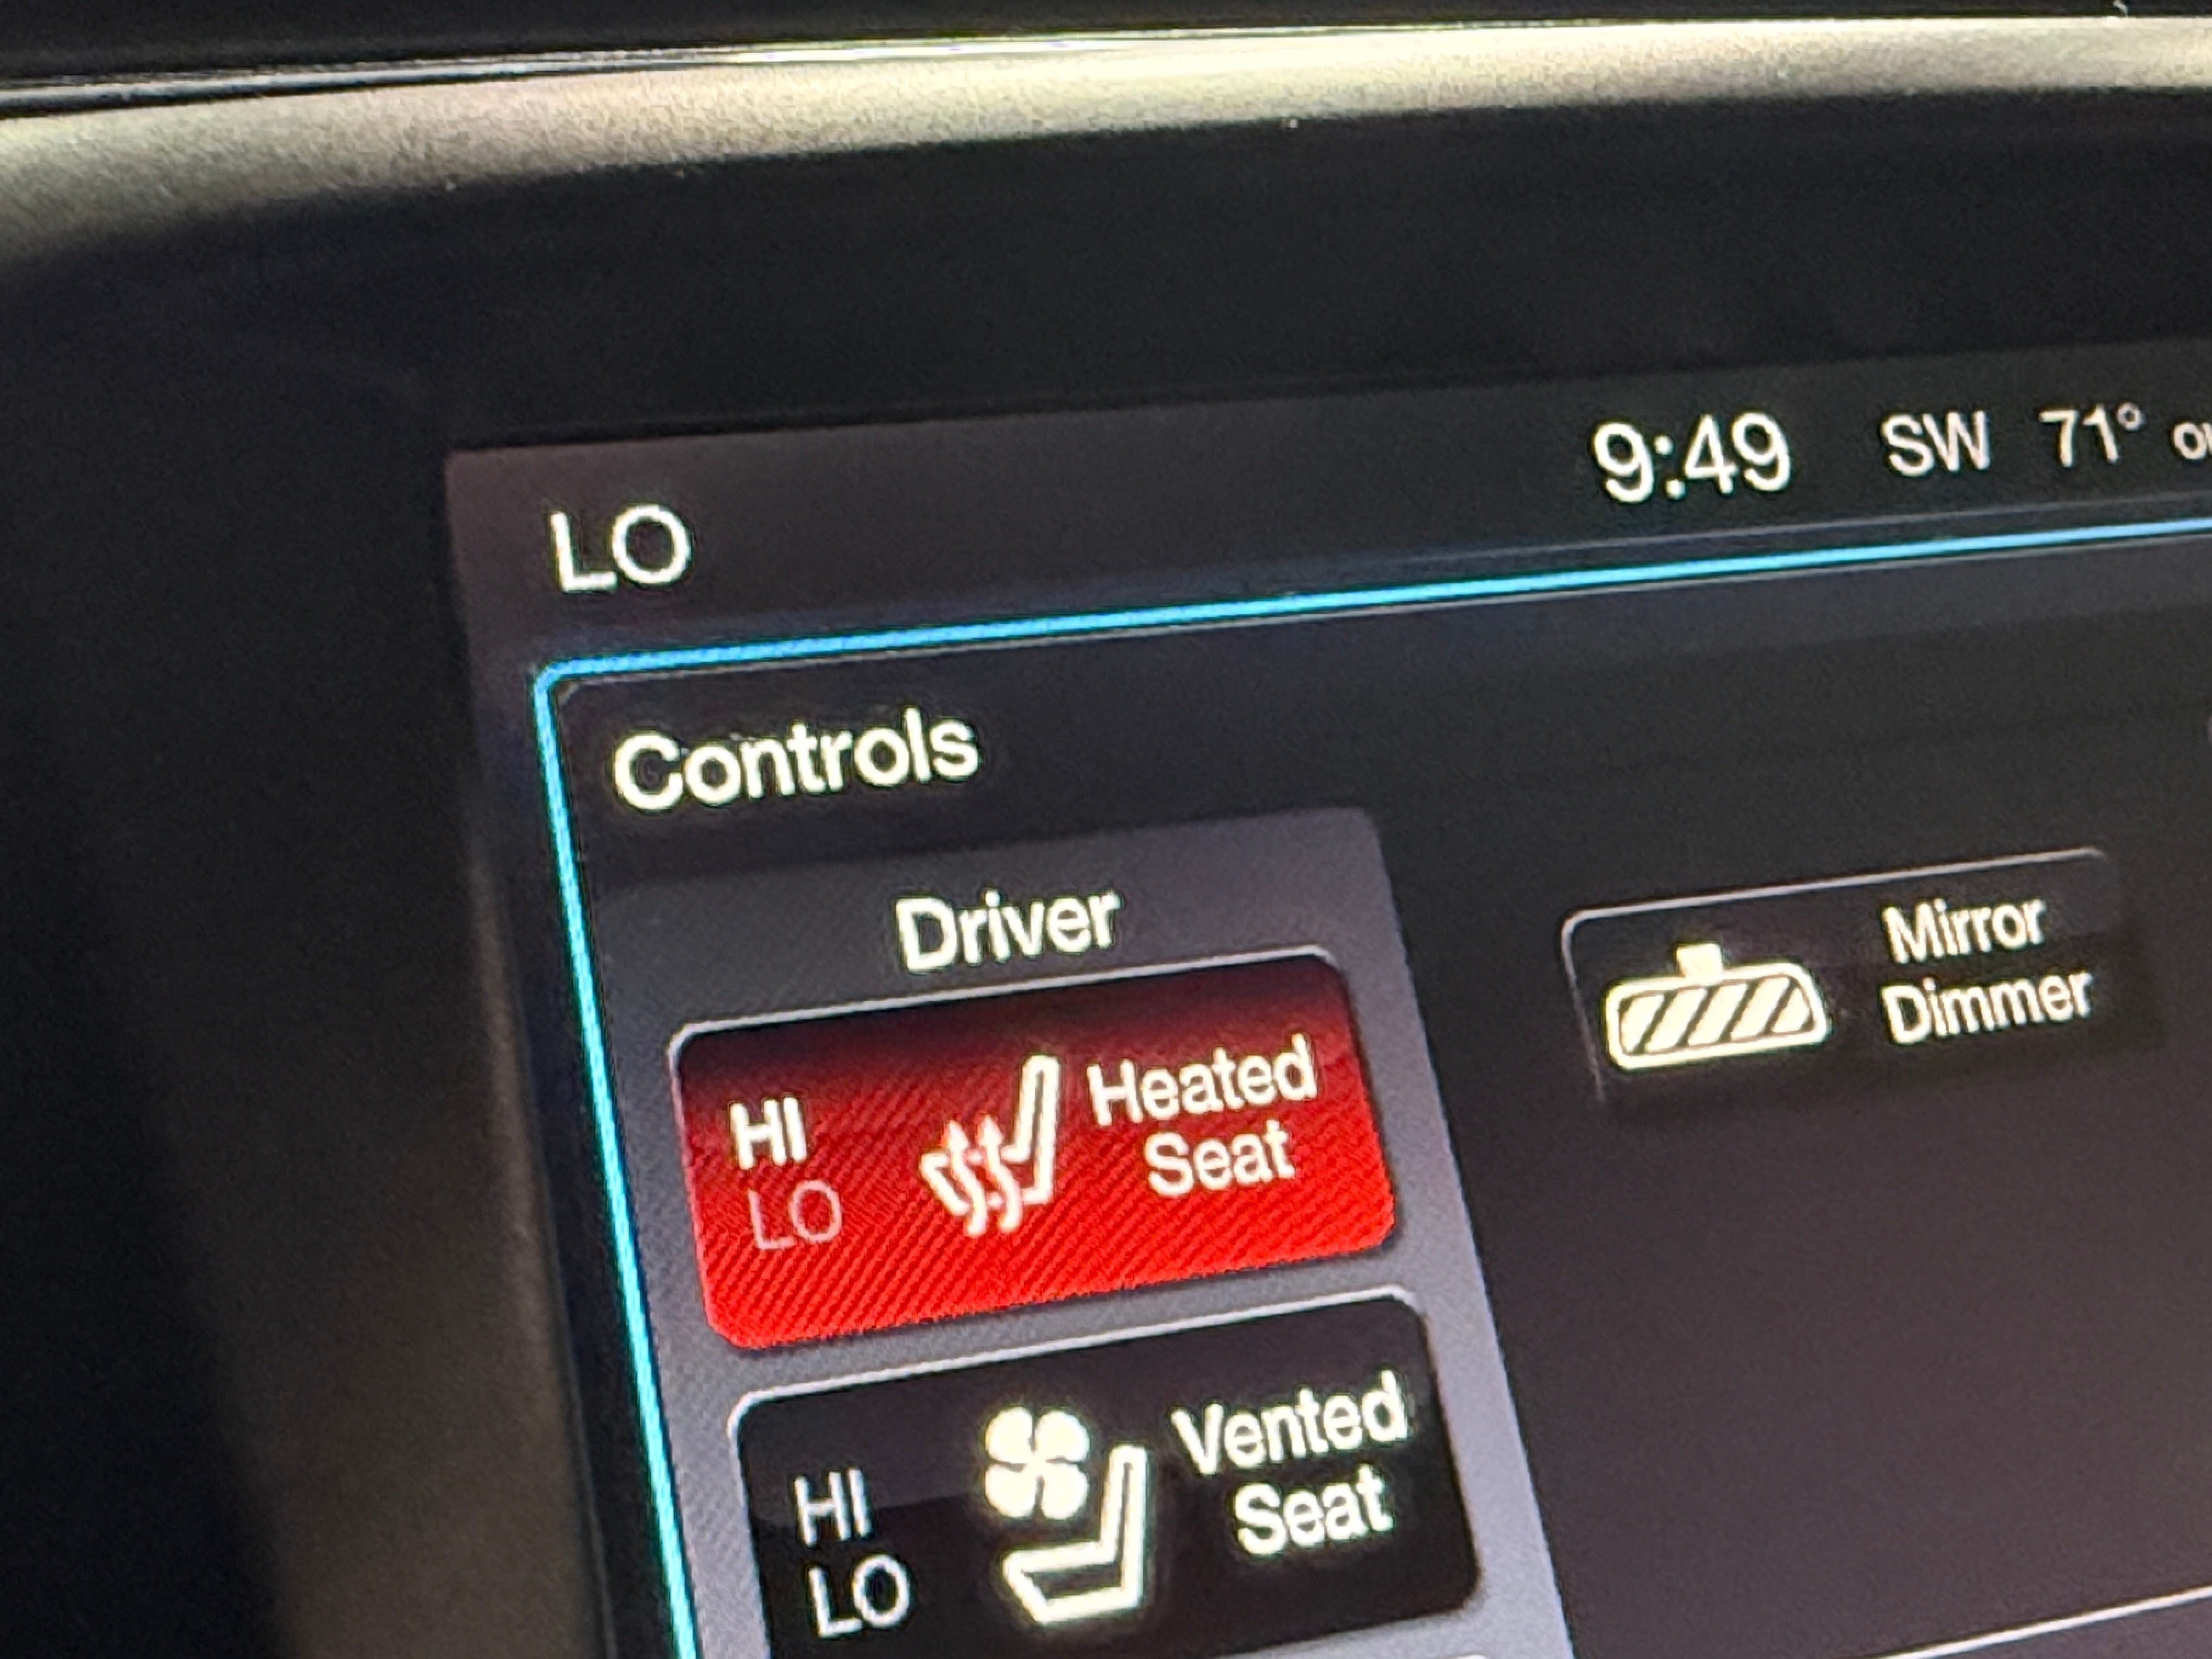 LO 9:49 SW 71°
Controls
Driver
HI
LO
Heated
Seat
Mirror
Dimmer
HI
LO
Vented
Seat